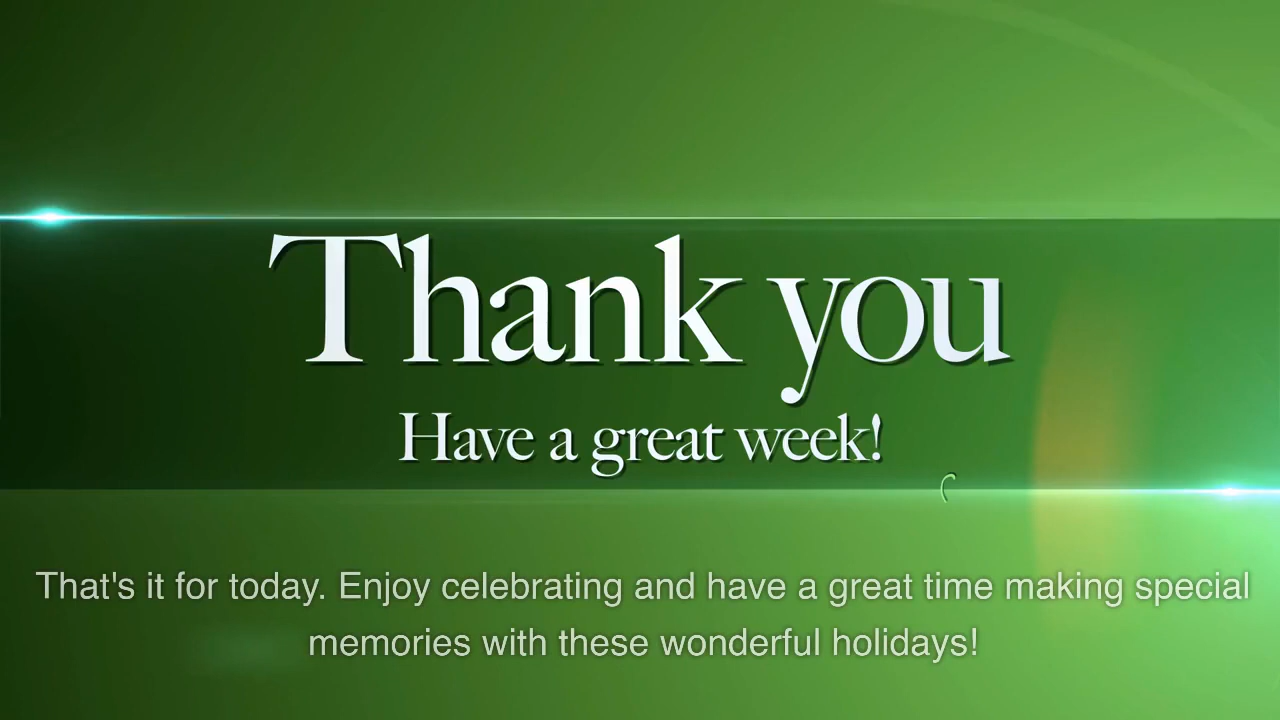 Thank you
Have a great week!
That's it for today. Enjoy celebrating and have a great time making special
memories with these wonderful holidays!